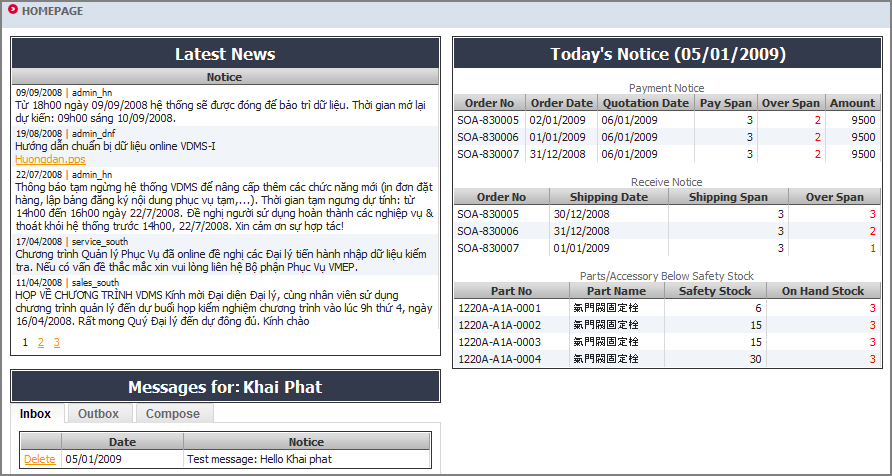 HOMEPAGE
Latest News
Notice
09/09/2008 | admin_hn
Từ 18h00 ngày 09/09/2008 hệ thống sẽ được đóng để bảo trì dữ liệu. Thời gian mở lại
dự kiến: 09h00 sáng 10/09/2008.
19/08/2008 | admin_dnf
Hướng dẫn chuẩn bị dữ liệu online VDMS-I
Huongdan.pps
22/07/2008 | admin_hn
Thông báo tạm ngừng hệ thống VDMS để nâng cấp thêm các chức năng mới (in đơn đặt
hàng, lập bảng đăng ký nội dung phục vụ tạm,...). Thời gian tạm ngưng dự tính: từ
14h00 đến 16h00 ngày 22/7/2008. Đề nghị người sử dụng hoàn thành các nghiệp vụ &
thoát khỏi hệ thống trước 14h00, 22/7/2008. Xin cảm ơn sự hợp tác!
17/04/2008 | service_south
Chương trình Quản lý Phục Vụ đã online đề nghị các Đại lý tiến hành nhập dữ liệu kiểm
tra. Nếu có vấn đề thắc mắc xin vui lòng liên hệ Bộ phận Phục Vụ VMEP.
11/04/2008 | sales_south
HỌP VỀ CHƯƠNG TRÌNH VDMS Kính mời Đại diện Đại lý, cùng nhân viên sử dụng
chương trình quản lý đến dự buổi họp kiểm nghiệm chương trình vào lúc 9h thứ 4, ngày
16/04/2008. Rất mong Quý Đại lý đến dự đông đủ. Kính chào
1 2 3
Messages for: Khai Phat
Inbox Outbox Compose
Date Notice
Delete 05/01/2009 Test message: Hello Khai phat
Today's Notice (05/01/2009)
Payment Notice
Order No Order Date Quotation Date Pay Span Over Span Amount
SOA-830005 02/01/2009 06/01/2009 3 2 9500
SOA-830006 01/01/2009 06/01/2009 3 2 9500
SOA-830007 31/12/2008 06/01/2009 3 2 9500
Receive Notice
Order No Shipping Date Shipping Span Over Span
SOA-830005 30/12/2008 3 3
SOA-830006 31/12/2008 3 2
SOA-830007 01/01/2009 3 1
Parts/Accessory Below Safety Stock
Part No Part Name Safety Stock On Hand Stock
1220A-A1A-0001 氣門閥固定栓 6 3
1220A-A1A-0002 氣門閥固定栓 15 3
1220A-A1A-0003 氣門閥固定栓 15 3
1220A-A1A-0004 氣門閥固定栓 30 3